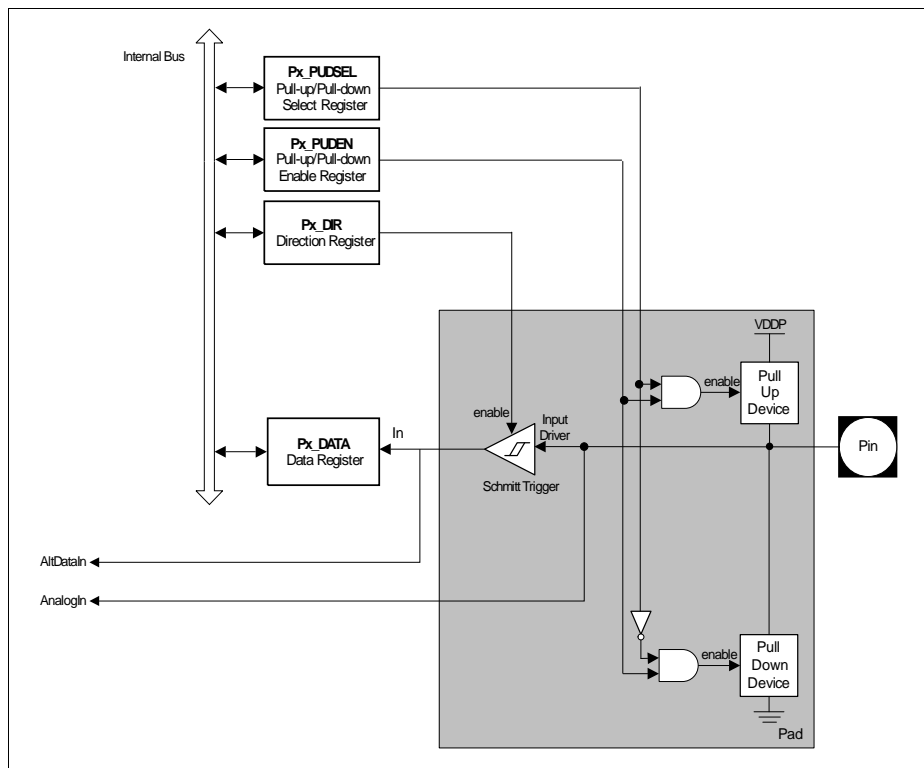 Internal Bus
Px_PUDSEL
Pull-up/Pull-down
Select Register
Px_PUDEN
Pull-up/Pull-down
Enable Register
Px_DIR
Direction Register
VDDP
enable
Pull
Up
Device
enable
Input
Driver
Pin
In
Px_DATA
Data Register
Schmitt Trigger
AltDataIn
AnalogIn
enable
Pull
Down
Device
Pad